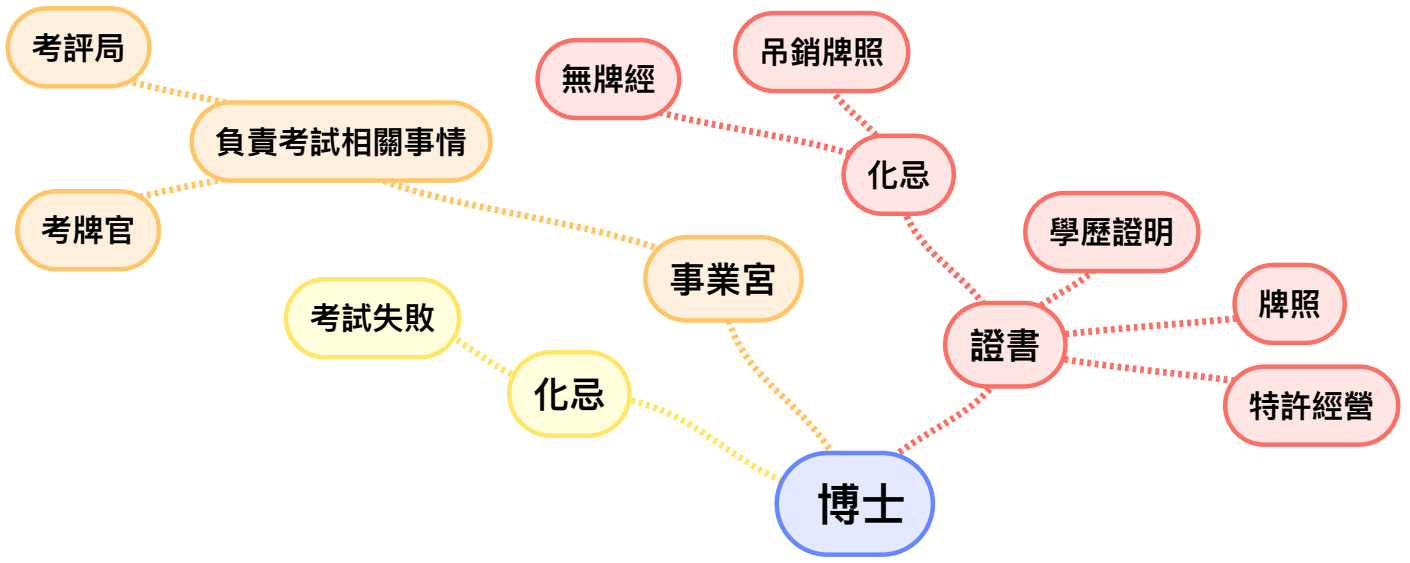 考評局
吊銷牌照
無牌經
負責考試相關事情
化忌
考牌官
學歷證明
事業宮
牌照
考試失敗
證書
化忌
特許經營
博士